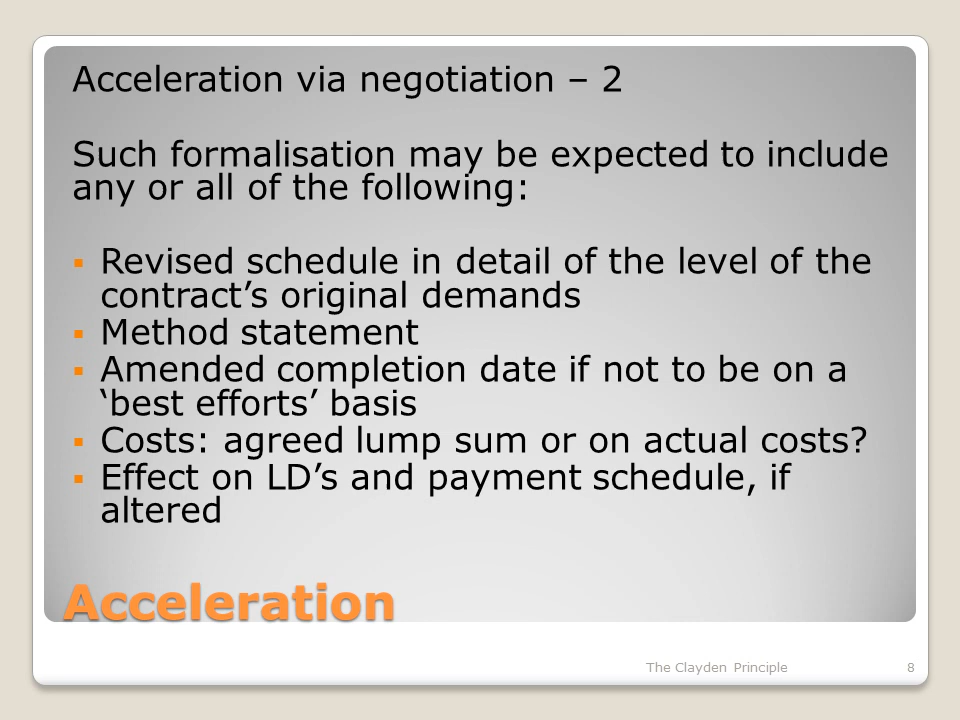 Acceleration via negotiation – 2
Such formalisation may be expected to include
any or all of the following:
▪ Revised schedule in detail of the level of the
contract’s original demands
▪ Method statement
▪ Amended completion date if not to be on a
‘best efforts’ basis
▪ Costs: agreed lump sum or on actual costs?
▪ Effect on LD’s and payment schedule, if
altered
Acceleration
The Clayden Principle 8